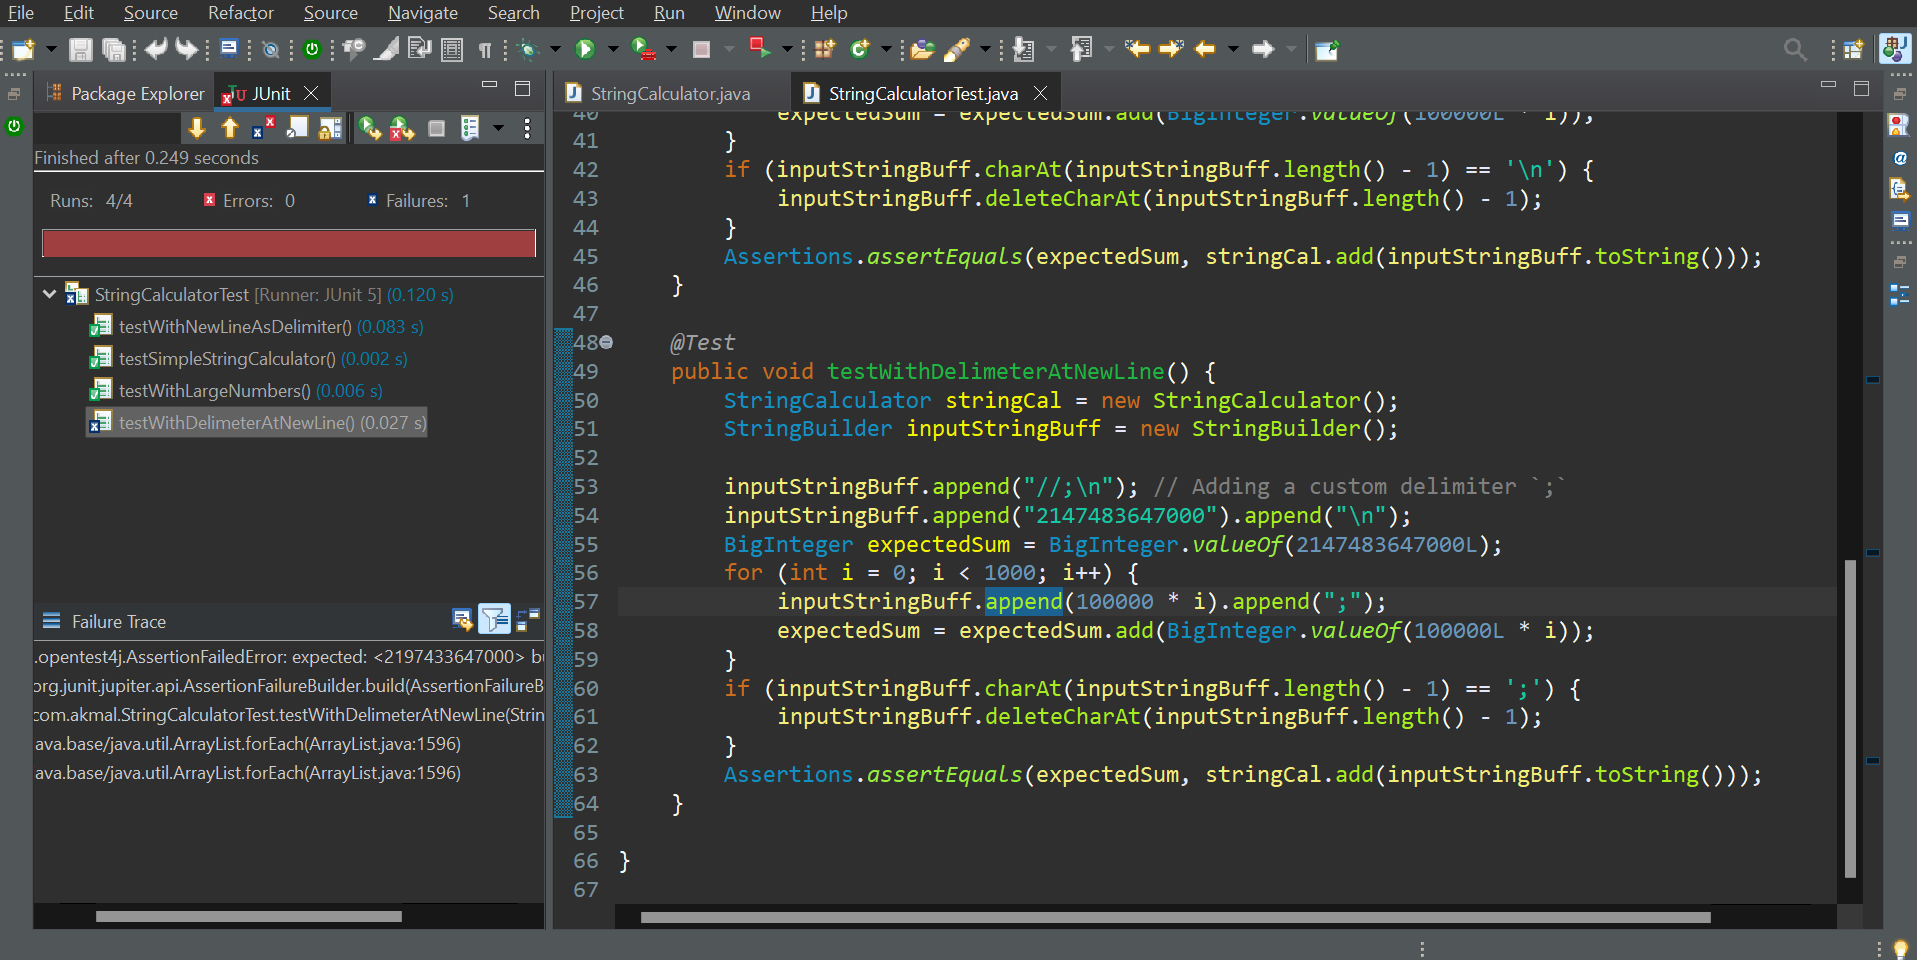 File Edit Source Refactor Source Navigate Search Project Run Window Help
Package Explorer JUnit
StringCalculator.java StringCalculatorTest.java
Finished after 0.249 seconds
Runs: 4/4 Errors: 0 Failures: 1
StringCalculatorTest [Runner: JUnit 5] (0.120 s)
testWithNewLineAsDelimiter() (0.083 s)
testSimpleStringCalculator() (0.002 s)
testWithLargeNumbers() (0.006 s)
testWithDelimeterAtNewLine() (0.027 s)
Failure Trace
.opentest4j.AssertionFailedError: expected: <2197433647000> bu
org.junit.jupiter.api.AssertionFailureBuilder.build(AssertionFailureB
com.akmal.StringCalculatorTest.testWithDelimeterAtNewLine(Strin
ava.base/java.util.ArrayList.forEach(ArrayList.java:1596)
ava.base/java.util.ArrayList.forEach(ArrayList.java:1596)
40 expectedSum = expectedSum.add(BigInteger.valueOf(100000L * i));
41 }
42 if (inputStringBuff.charAt(inputStringBuff.length() - 1) == '\n') {
43 inputStringBuff.deleteCharAt(inputStringBuff.length() - 1);
44 }
45 Assertions.assertEquals(expectedSum, stringCal.add(inputStringBuff.toString()));
46 }
47
48 @Test
49 public void testWithDelimeterAtNewLine() {
50 StringCalculator stringCal = new StringCalculator();
51 StringBuilder inputStringBuff = new StringBuilder();
52
53 inputStringBuff.append("//;\n"); // Adding a custom delimiter `;`
54 inputStringBuff.append("2147483647000").append("\n");
55 BigInteger expectedSum = BigInteger.valueOf(2147483647000L);
56 for (int i = 0; i < 1000; i++) {
57 inputStringBuff.append(100000 * i).append(";");
58 expectedSum = expectedSum.add(BigInteger.valueOf(100000L * i));
59 }
60 if (inputStringBuff.charAt(inputStringBuff.length() - 1) == ';') {
61 inputStringBuff.deleteCharAt(inputStringBuff.length() - 1);
62 }
63 Assertions.assertEquals(expectedSum, stringCal.add(inputStringBuff.toString()));
64 }
65
66 }
67